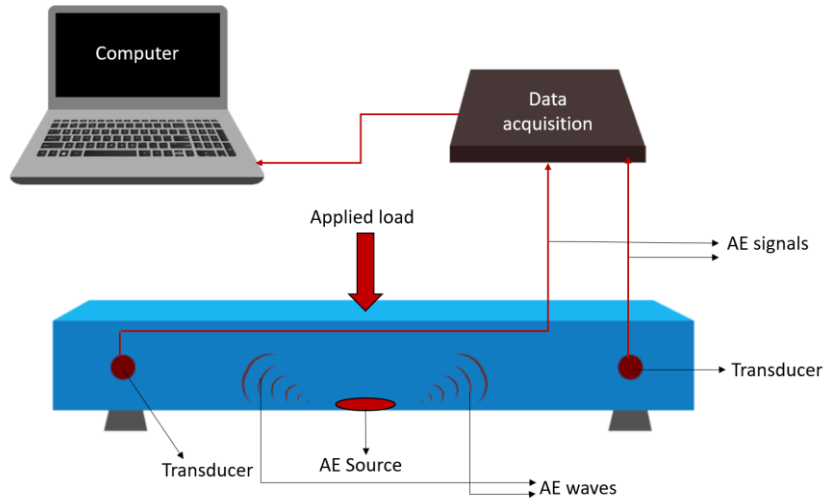 Computer
Data
acquisition
Applied load
AE signals
Transducer
Transducer
AE Source
AE waves